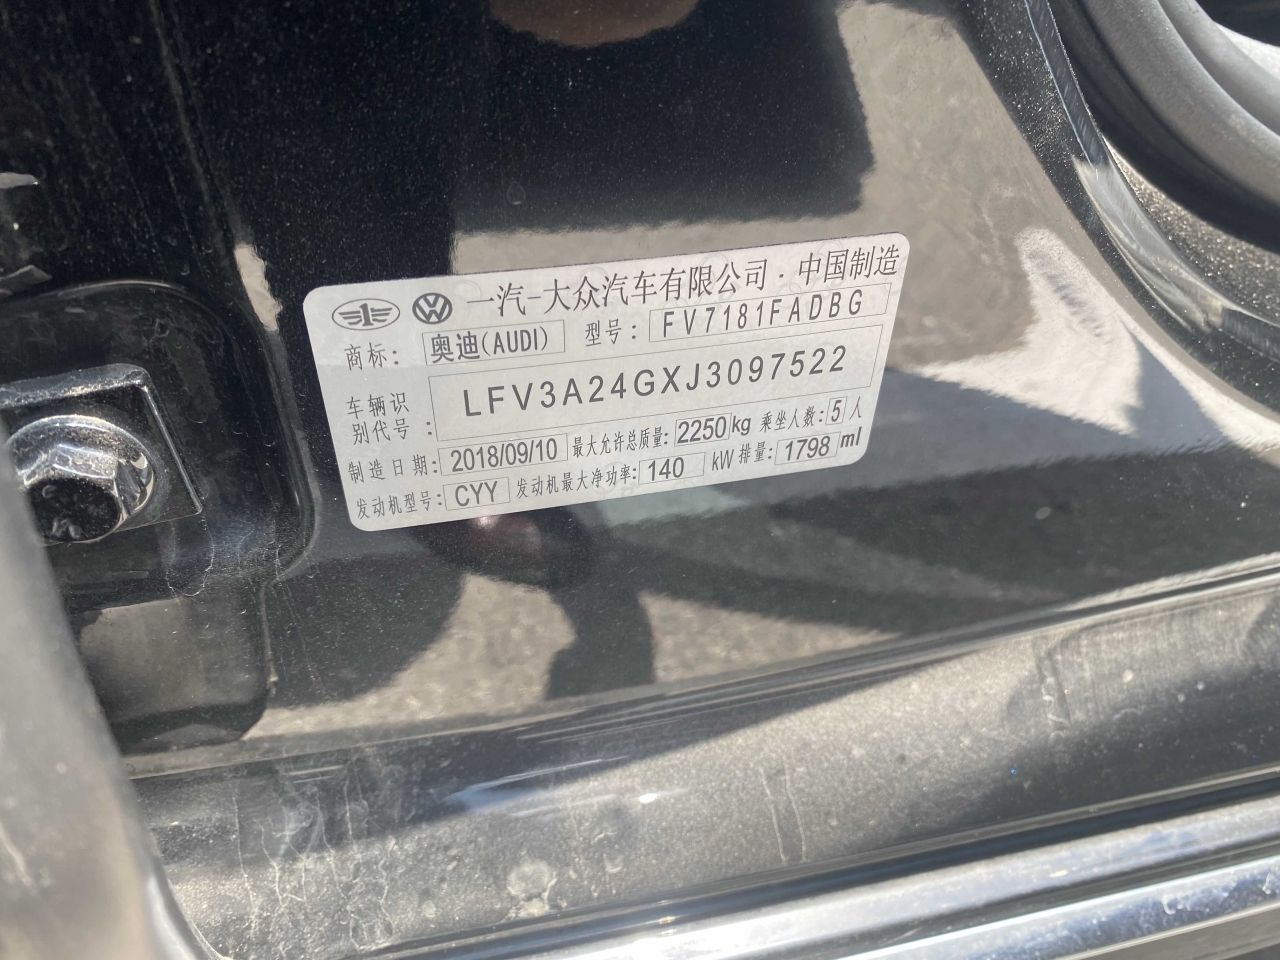 一汽-大众汽车有限公司·中国制造
商标: 奥迪(AUDI) 型号: FV7181FADBG
车辆识
别代号: LFV3A24GXJ3097522
制造日期: 2018/09/10 最大允许总质量: 2250kg 乘坐人数: 5人
发动机型号: CYY 发动机最大净功率: 140 kW 排量: 1798 ml